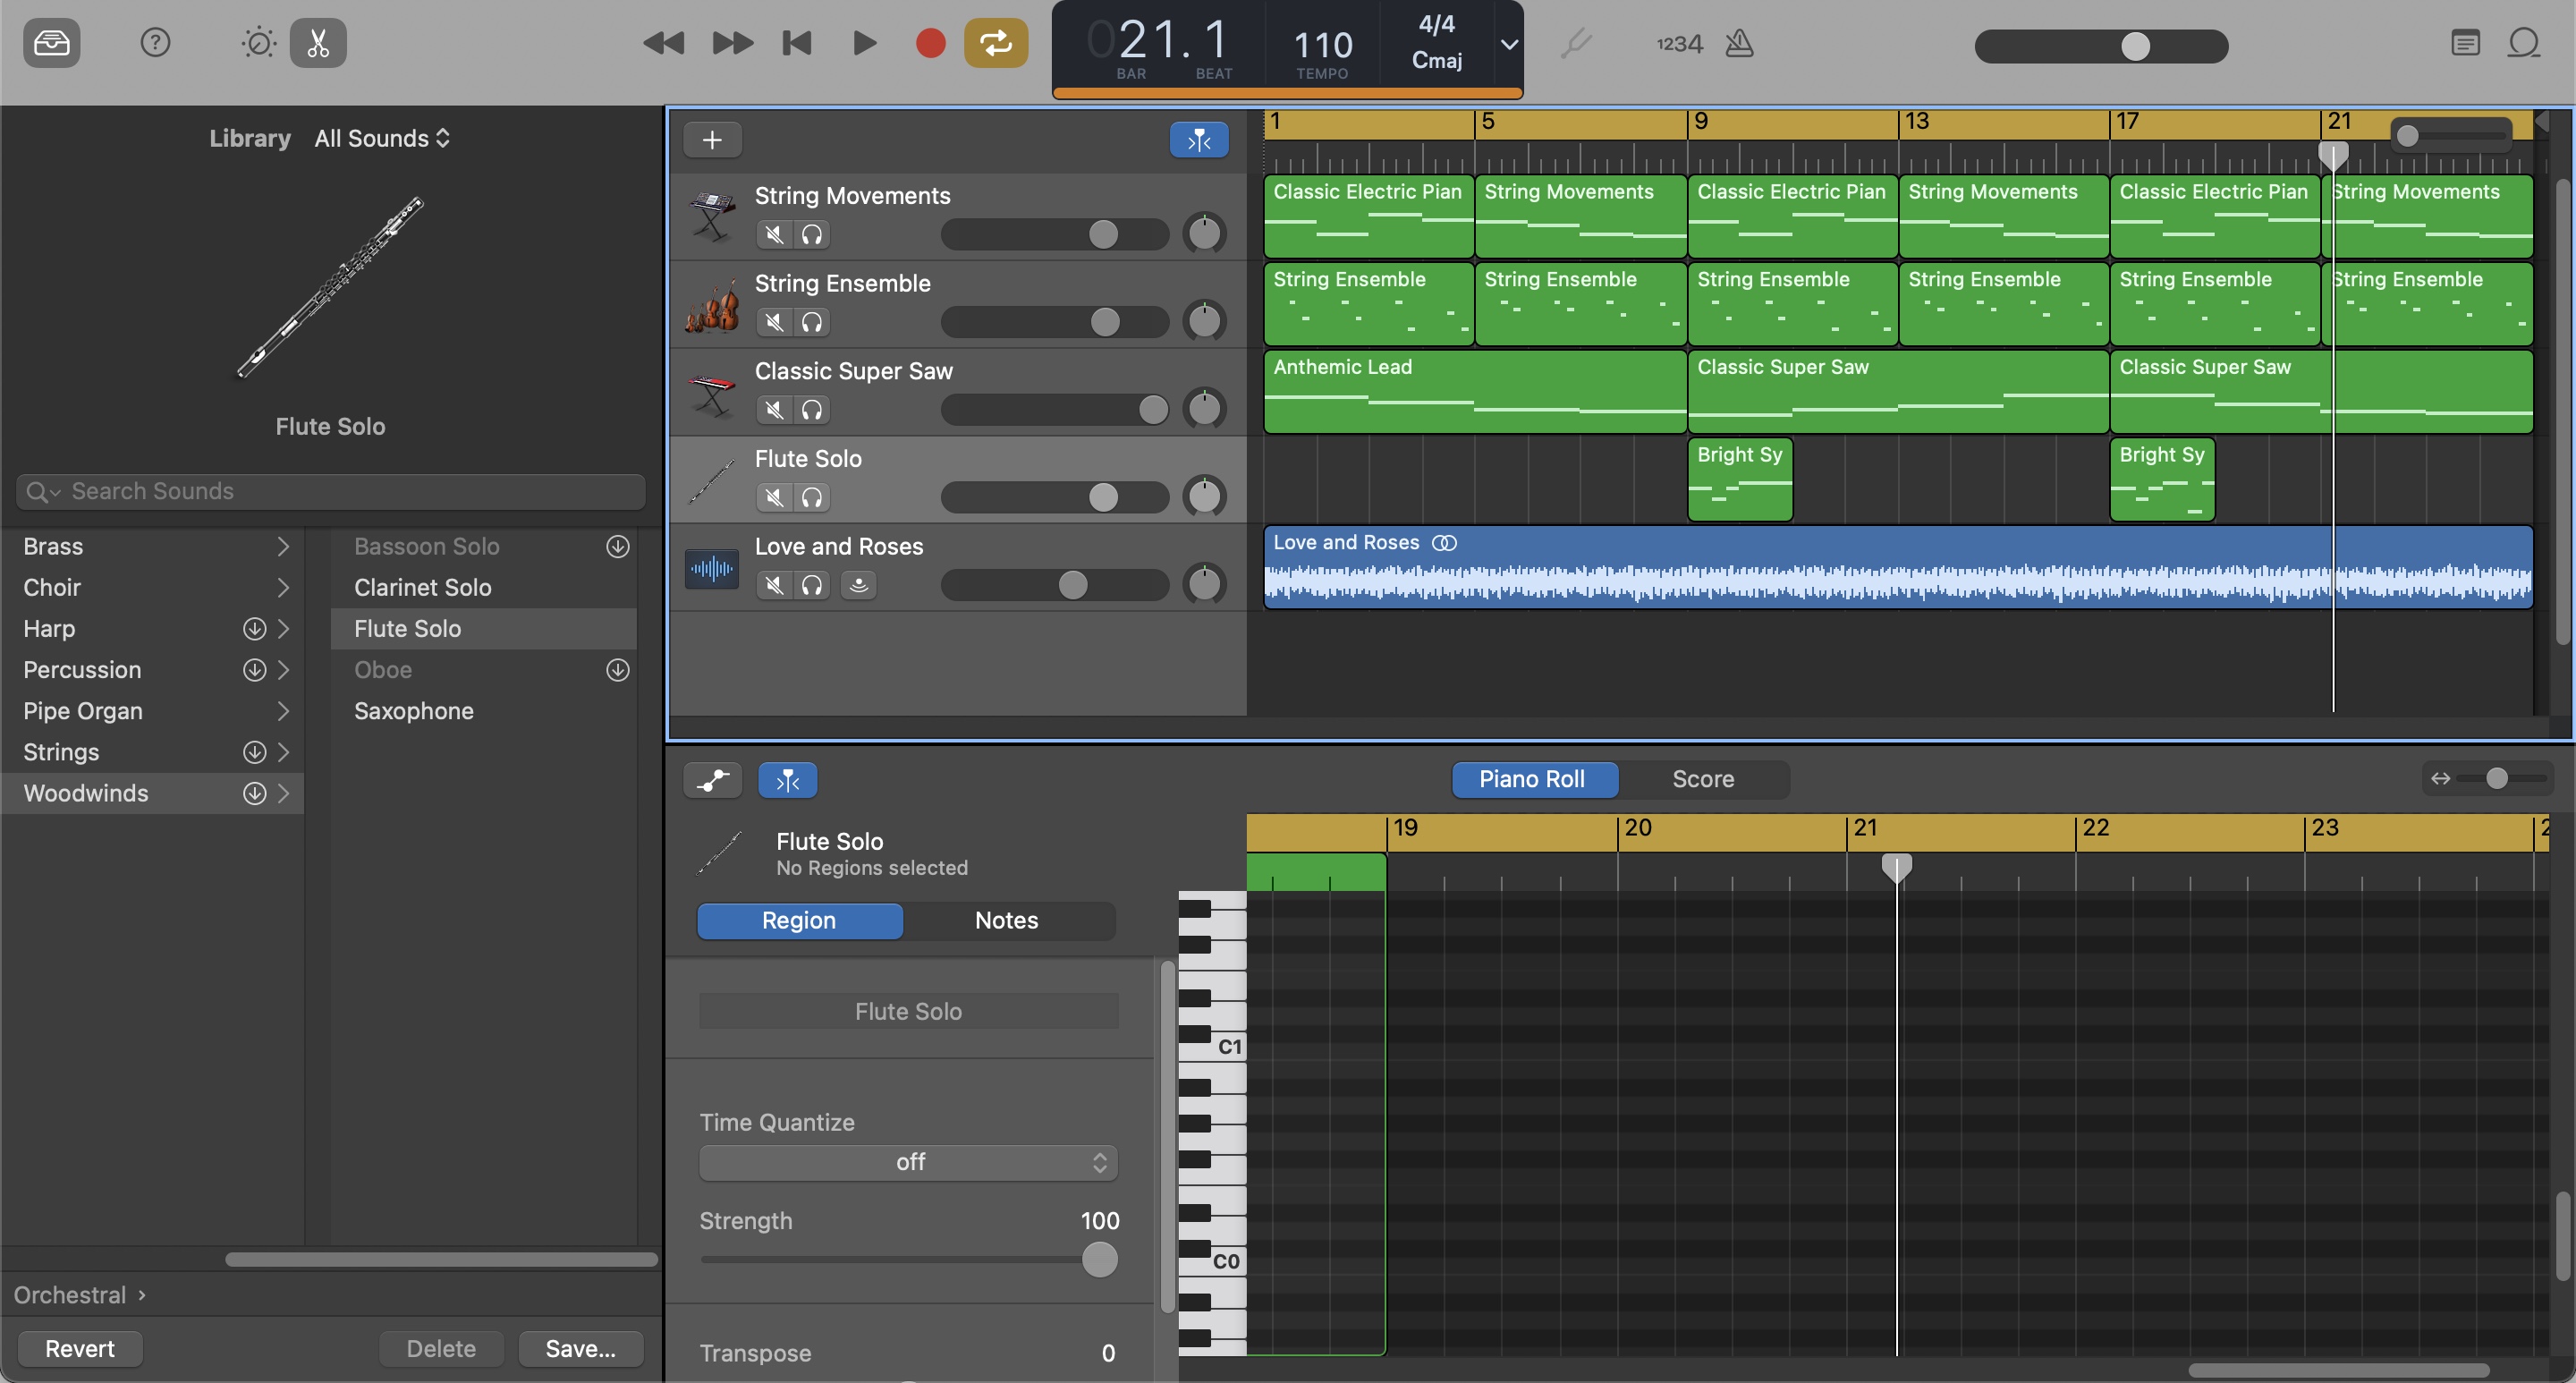 021.1
BAR BEAT
110
TEMPO
4/4
Cmaj
1234
Library All Sounds
Flute Solo
Search Sounds
Brass
Choir
Harp
Percussion
Pipe Organ
Strings
Woodwinds
Bassoon Solo
Clarinet Solo
Flute Solo
Oboe
Saxophone
Orchestral ›
Revert Delete Save...
1 5 9 13 17 21
String Movements
Classic Electric Pian String Movements Classic Electric Pian String Movements Classic Electric Pian String Movements
String Ensemble
String Ensemble String Ensemble String Ensemble String Ensemble String Ensemble String Ensemble
Classic Super Saw
Anthemic Lead Classic Super Saw Classic Super Saw
Flute Solo
Bright Sy Bright Sy
Love and Roses
Love and Roses
Piano Roll Score
19 20 21 22 23
Flute Solo
No Regions selected
Region Notes
Flute Solo
Time Quantize
off
Strength 100
Transpose 0
C1
C0